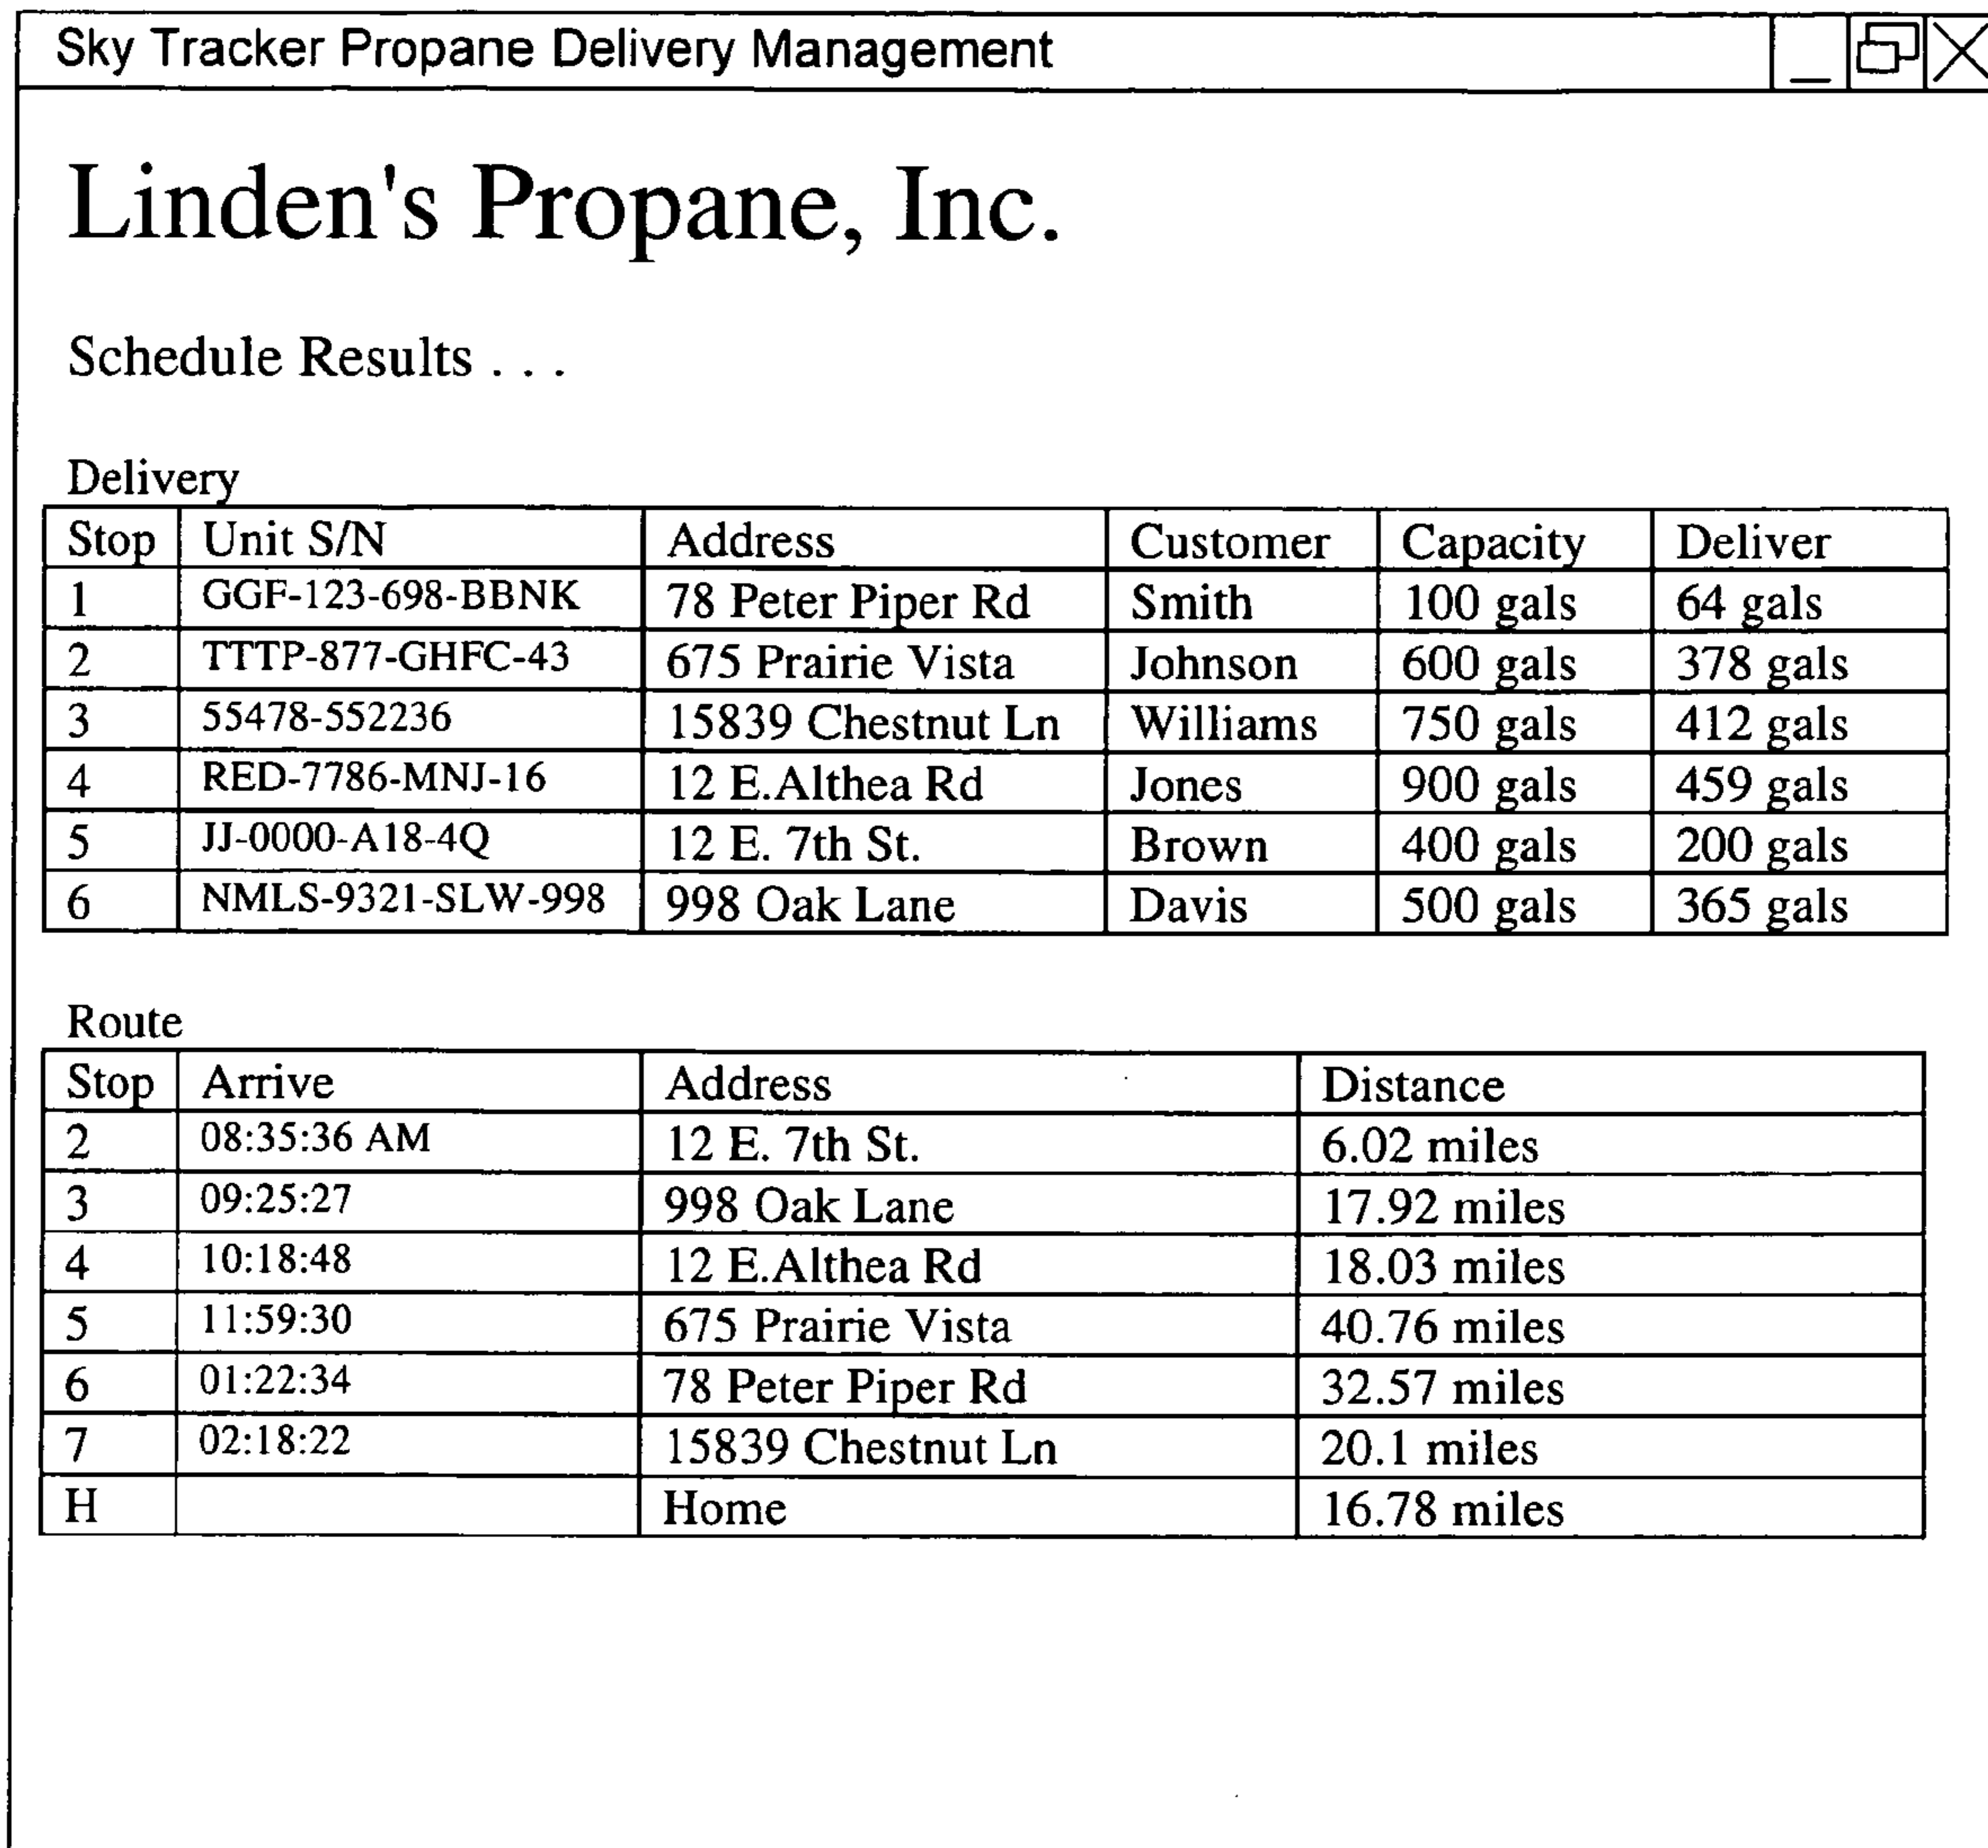 Sky Tracker Propane Delivery Management
Linden's Propane, Inc.
Schedule Results . . .
Delivery
Stop Unit S/N Address Customer Capacity Deliver
1 GGF-123-698-BBNK 78 Peter Piper Rd Smith 100 gals 64 gals
2 TTTP-877-GHFC-43 675 Prairie Vista Johnson 600 gals 378 gals
3 55478-552236 15839 Chestnut Ln Williams 750 gals 412 gals
4 RED-7786-MNJ-16 12 E.Althea Rd Jones 900 gals 459 gals
5 JJ-0000-A18-4Q 12 E. 7th St. Brown 400 gals 200 gals
6 NMLS-9321-SLW-998 998 Oak Lane Davis 500 gals 365 gals
Route
Stop Arrive Address Distance
2 08:35:36 AM 12 E. 7th St. 6.02 miles
3 09:25:27 998 Oak Lane 17.92 miles
4 10:18:48 12 E.Althea Rd 18.03 miles
5 11:59:30 675 Prairie Vista 40.76 miles
6 01:22:34 78 Peter Piper Rd 32.57 miles
7 02:18:22 15839 Chestnut Ln 20.1 miles
H Home 16.78 miles